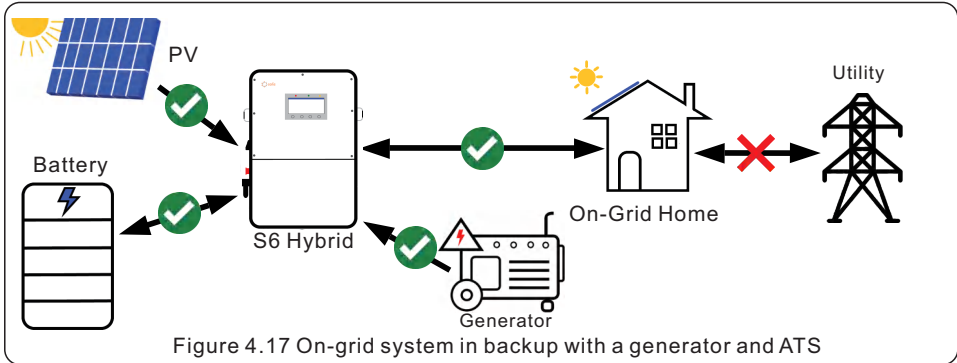 PV
Utility
Battery
On-Grid Home
S6 Hybrid
Generator
Figure 4.17 On-grid system in backup with a generator and ATS